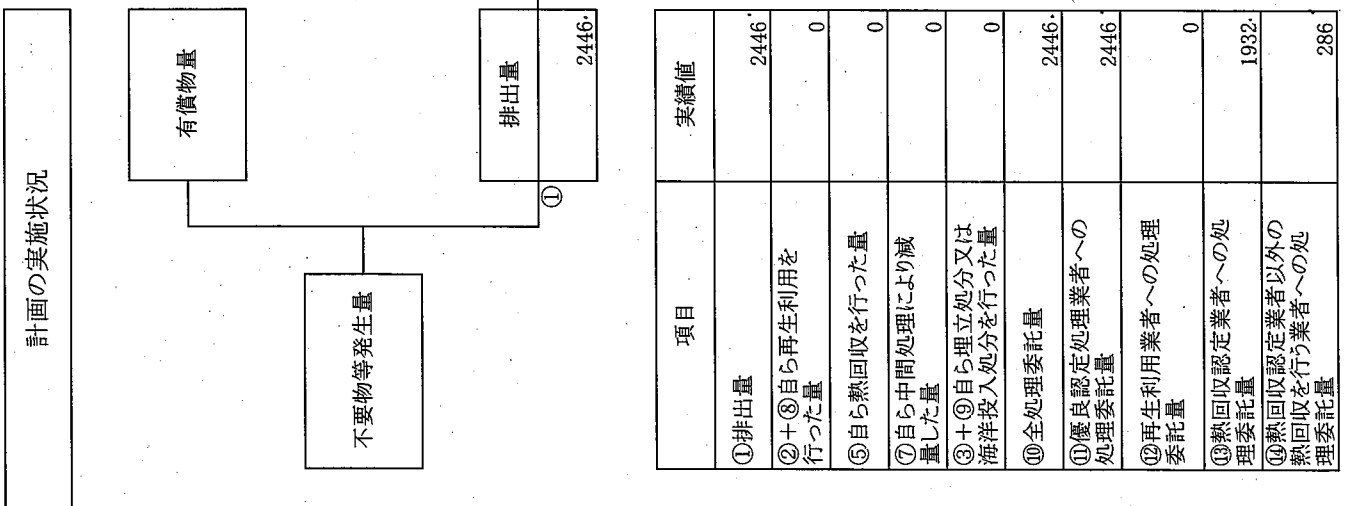 計画の実施状況
有償物量
不要物等発生量
排出量
①
2446.
項目
実績値
①排出量
2446.
②+⑧自ら再生利用を
行った量
0
⑤自ら熱回収を行った量
0
⑦自ら中間処理により減
量した量
0
③+⑨自ら埋立処分又は
海洋投入処分を行った量
0
⑩全処理委託量
2446.
⑪優良認定処理業者への
処理委託量
2446
⑫再生利用業者への処理
委託量
0
⑬熱回収認定業者への処
理委託量
1932.
⑭熱回収認定業者以外の
熱回収を行う業者への処
理委託量
286